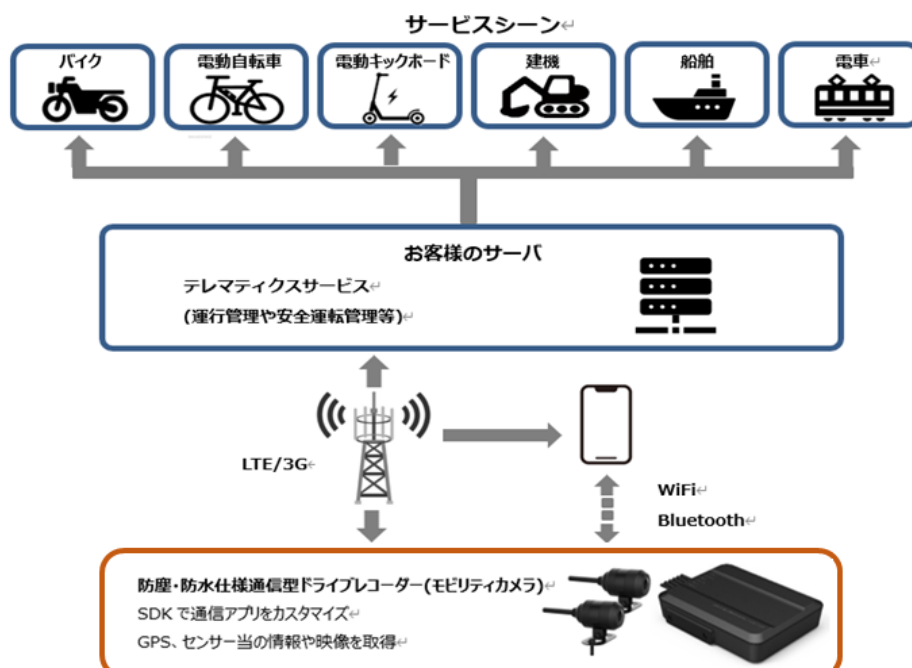 サービスシーン↵
バイク
電動自転車
電動キックボード
建機
船舶
電車↵
お客様のサーバ
テレマティクスサービス↵
(運行管理や安全運転管理等)↵
LTE/3G↵
WiFi↵
Bluetooth↵
防塵・防水仕様通信型ドライブレコーダー(モビリティカメラ)↵
SDKで通信アプリをカスタマイズ↵
GPS、センサー当の情報や映像を取得↵